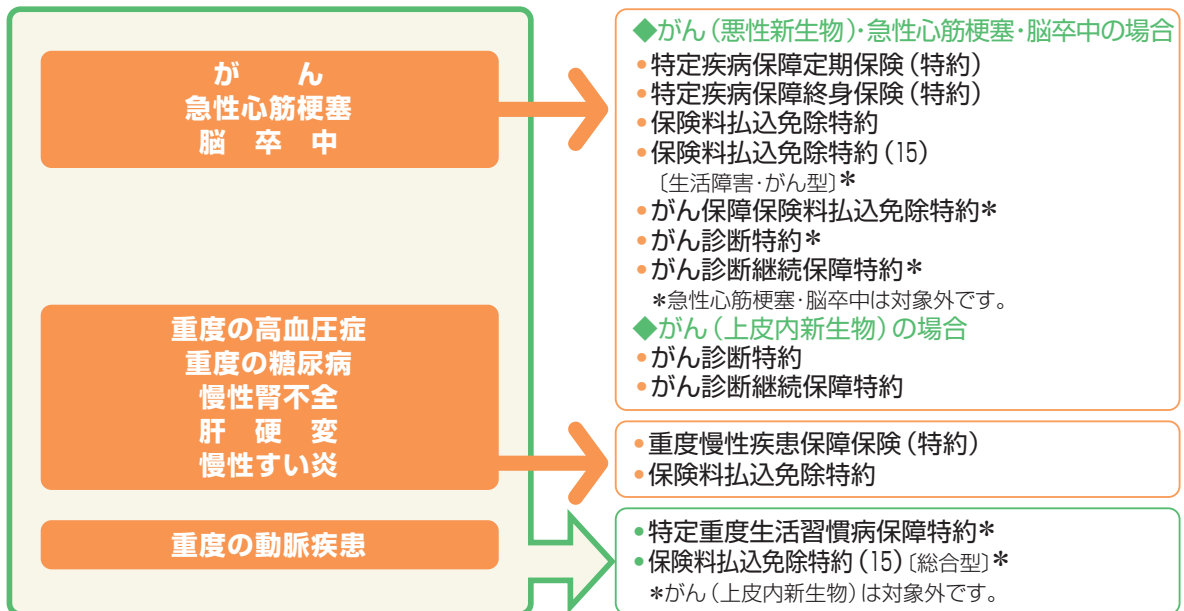 が ん
急性心筋梗塞
脳 卒 中
◆がん(悪性新生物)・急性心筋梗塞・脳卒中の場合
•特定疾病保障定期保険(特約)
•特定疾病保障終身保険(特約)
•保険料払込免除特約
•保険料払込免除特約(15)
〔生活障害・がん型〕*
•がん保障保険料払込免除特約*
•がん診断特約*
•がん診断継続保障特約*
*急性心筋梗塞・脳卒中は対象外です。
◆がん(上皮内新生物)の場合
•がん診断特約
•がん診断継続保障特約
重度の高血圧症
重度の糖尿病
慢性腎不全
肝 硬 変
慢性すい炎
•重度慢性疾患保障保険(特約)
•保険料払込免除特約
重度の動脈疾患
•特定重度生活習慣病保障特約*
•保険料払込免除特約(15)〔総合型〕*
*がん(上皮内新生物)は対象外です。